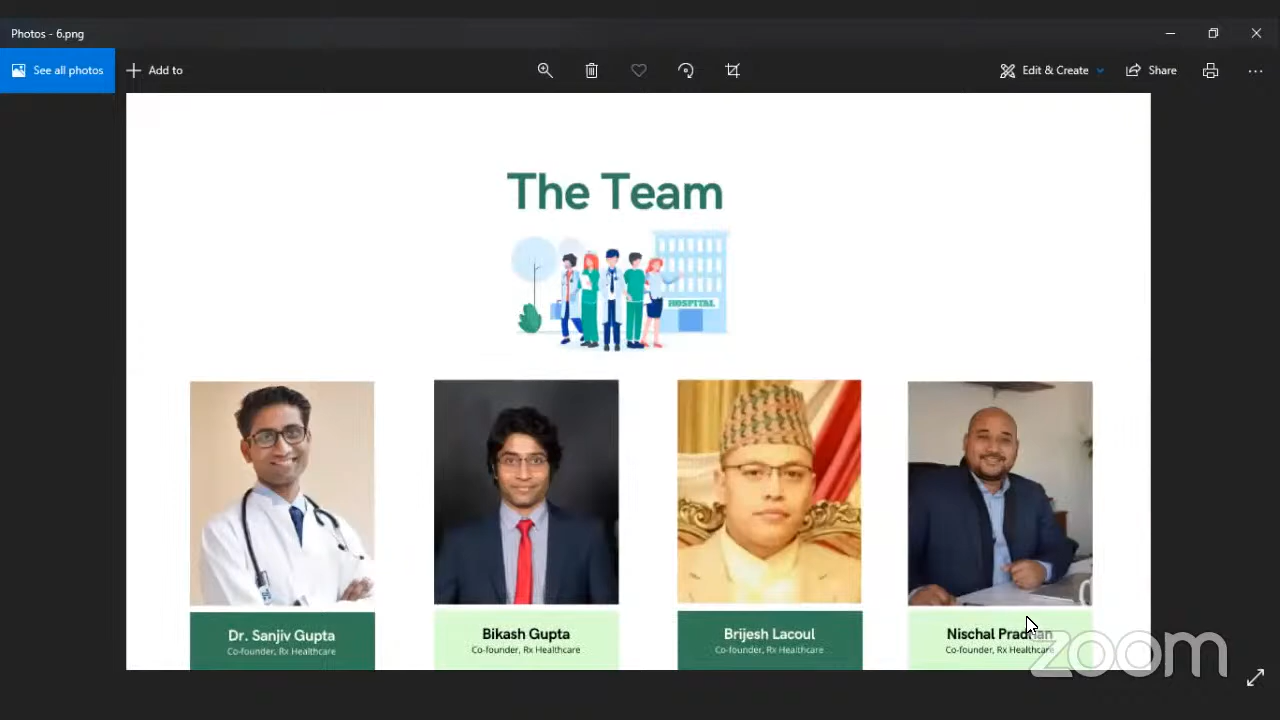 Photos - 6.png
See all photos
Add to
Edit & Create
Share
The Team
HOSPITAL
Dr. Sanjiv Gupta
Co-founder, Rx Healthcare
Bikash Gupta
Co-founder, Rx Healthcare
Brijesh Lacoul
Co-founder, Rx Healthcare
Nischal Pradhan
Co-founder, Rx Healthcare
zoom